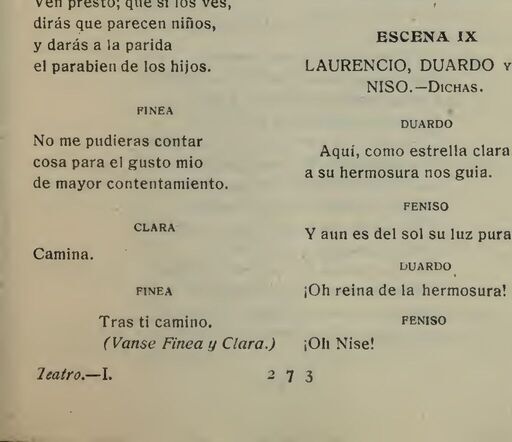 Ven presto; que si los ves,
dirás que parecen niños,
y darás a la parida
el parabien de los hijos.
FINEA
No me pudieras contar
cosa para el gusto mio
de mayor contentamiento.
CLARA
Camina.
FINEA
Tras ti camino.
(Vanse Finea y Clara.)
ESCENA IX
LAURENCIO, DUARDO Y
NISO.—DICHAS.
DUARDO
Aquí, como estrella clara
a su hermosura nos guia.
FENISO
Y aun es del sol su luz pura
DUARDO
¡Oh reina de la hermosura!
FENISO
¡Oh Nise!
Teatro.—I.
273